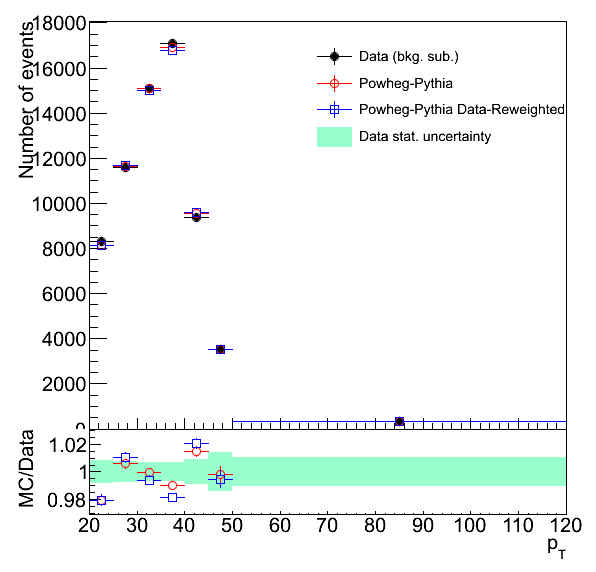 Number of events
18000
16000
14000
12000
10000
8000
6000
4000
2000
0
Data (bkg. sub.)
Powheg-Pythia
Powheg-Pythia Data-Reweighted
Data stat. uncertainty
MC/Data
1.02
1
0.98
20 30 40 50 60 70 80 90 100 110 120
pT